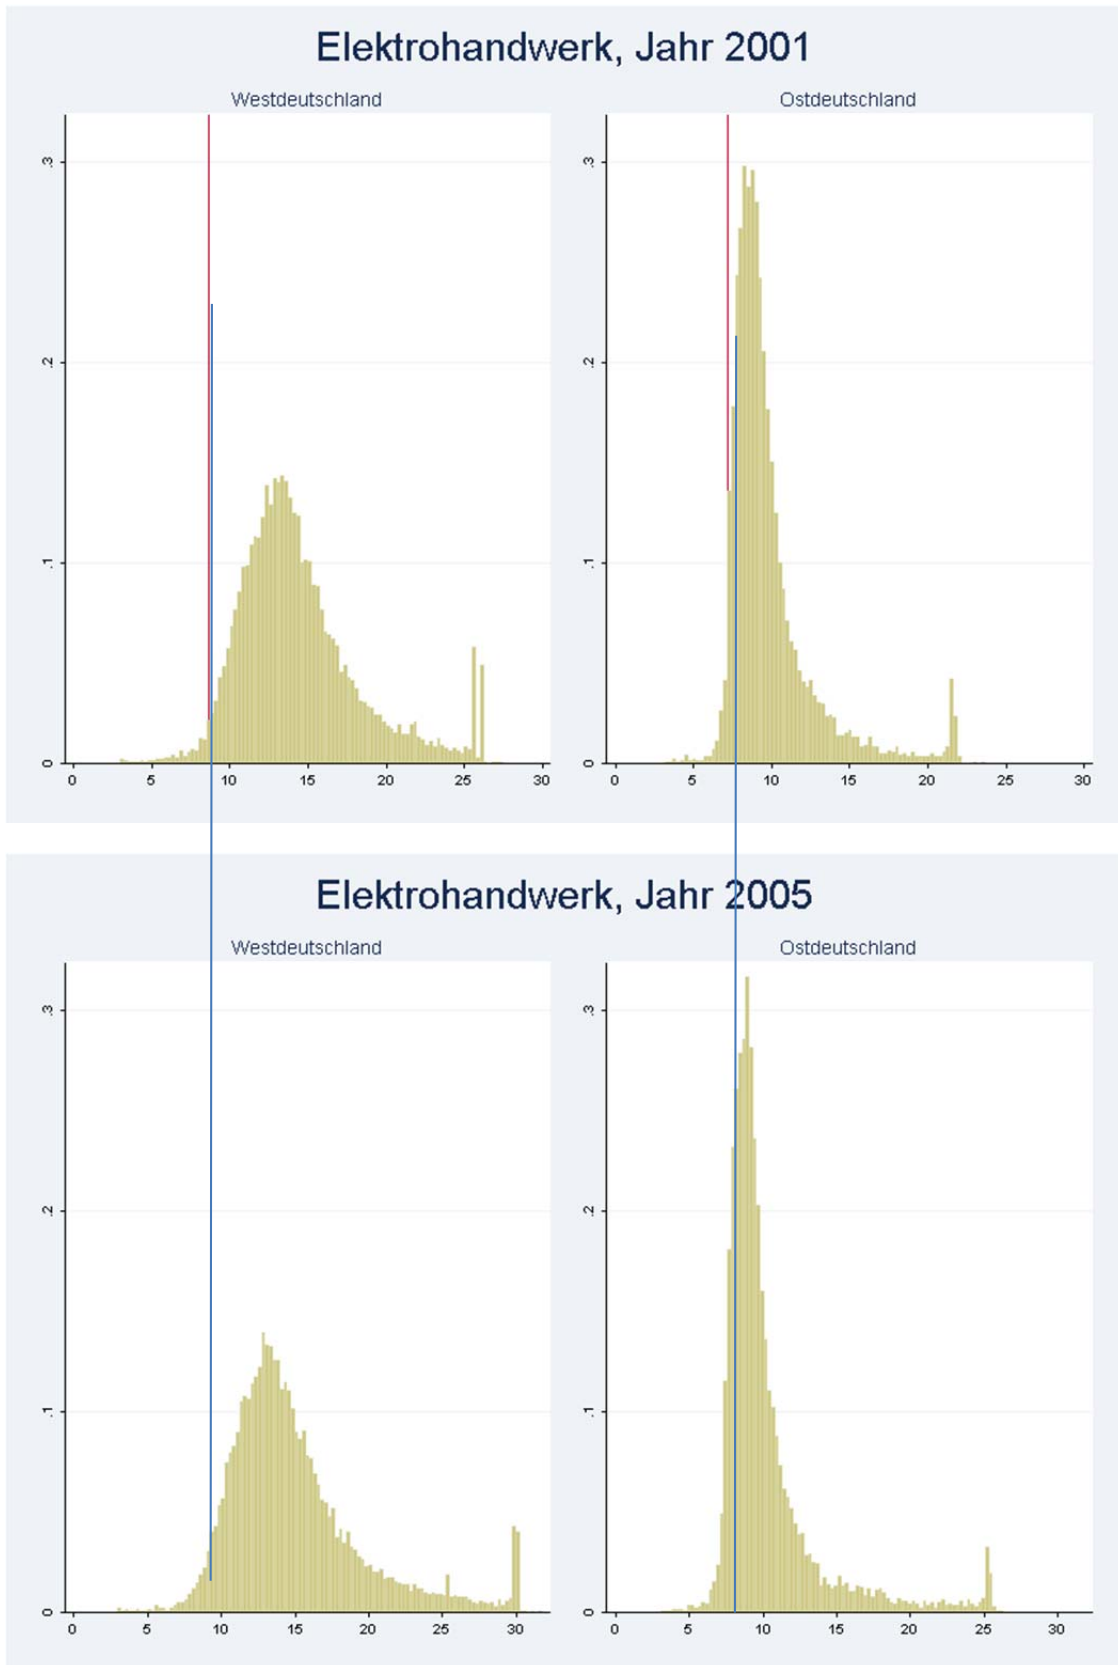 Elektrohandwerk, Jahr 2001
Westdeutschland Ostdeutschland
.3 .3
.2 .2
.1 .1
0 0
0 5 10 15 20 25 30 0 5 10 15 20 25 30
Elektrohandwerk, Jahr 2005
Westdeutschland Ostdeutschland
.3 .3
.2 .2
.1 .1
0 0
0 5 10 15 20 25 30 0 5 10 15 20 25 30